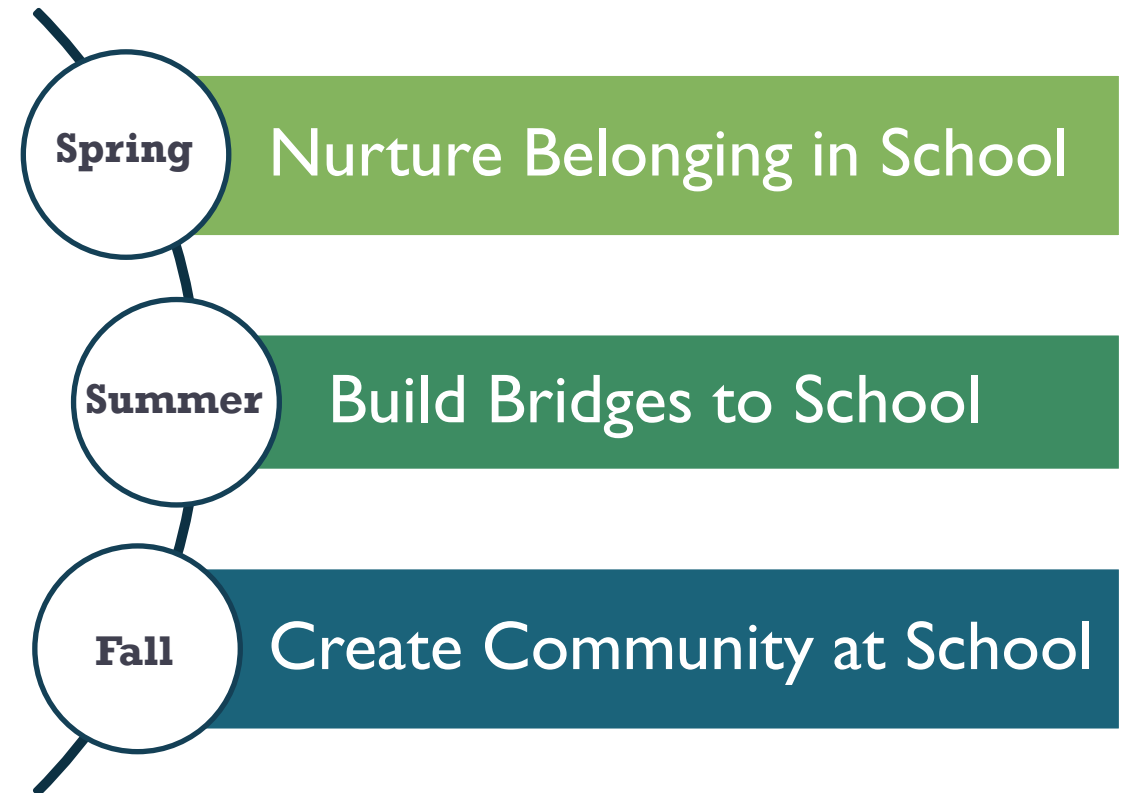 Spring
Nurture Belonging in School
Summer
Build Bridges to School
Fall
Create Community at School